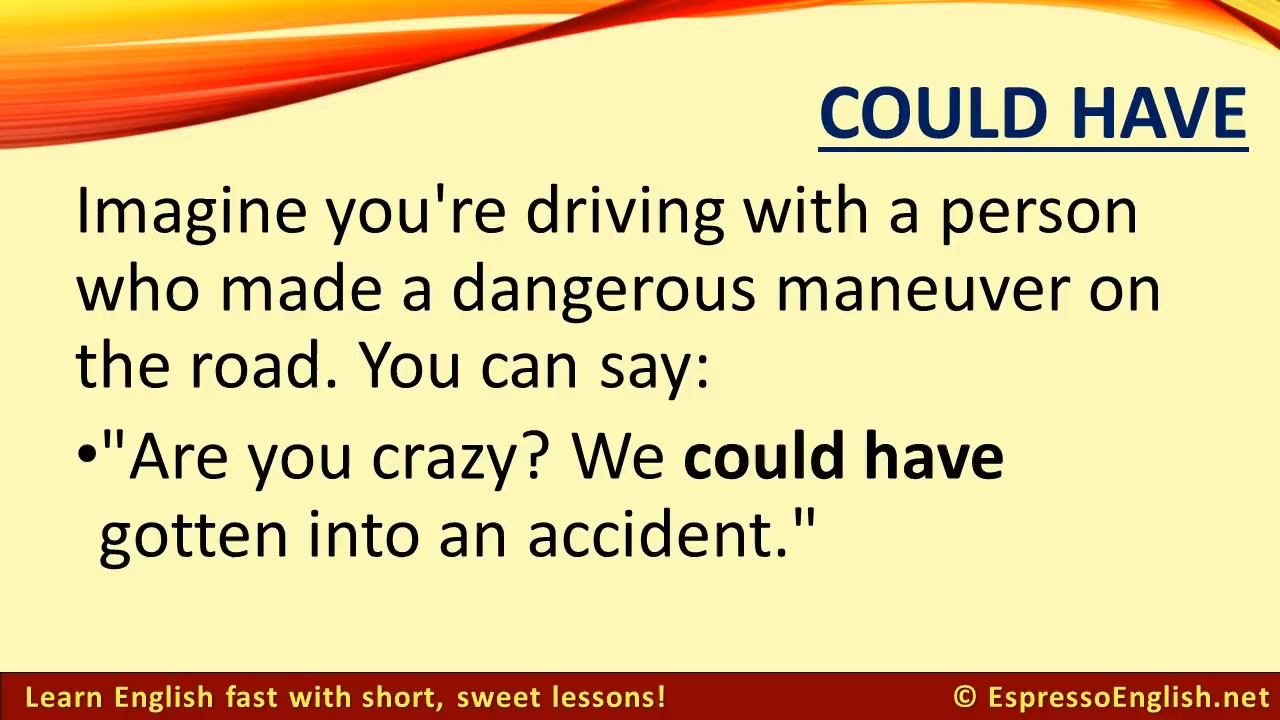 COULD HAVE
Imagine you're driving with a person
who made a dangerous maneuver on
the road. You can say:
•"Are you crazy? We could have
gotten into an accident."
Learn English fast with short, sweet lessons!
© EspressoEnglish.net